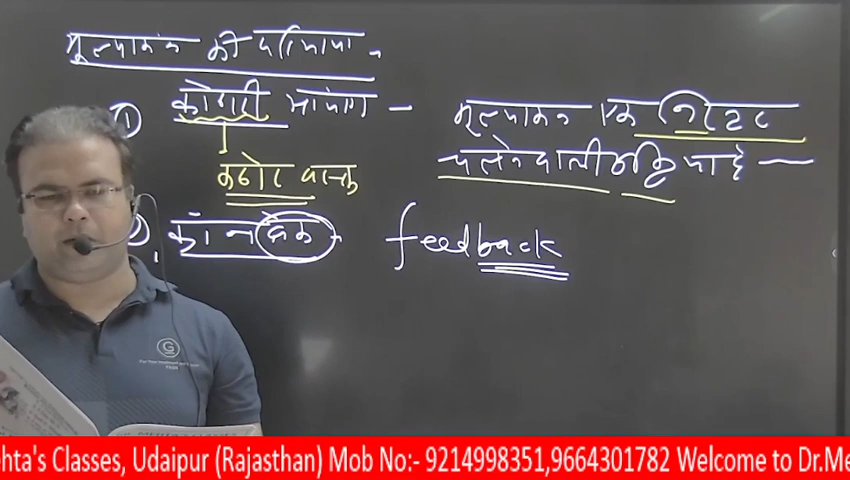 मूल्यांकन की परिभाषा -
① कोठारी आयोग - मूल्यांकन एक निरंतर
चलने वाली प्रक्रिया है —
कठोर वाक्
② क्रॉनबैक - feedback
G
ehta's Classes, Udaipur (Rajasthan) Mob No:- 9214998351,9664301782 Welcome to Dr.Me